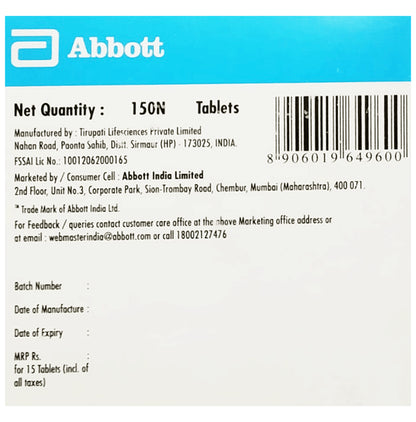 Abbott
Net Quantity : 150N Tablets
Manufactured by : Tirupati Lifesciences Private Limited
Nahan Road, Paonta Sahib, Distt. Sirmaur (HP) - 173025, INDIA.
FSSAI Lic No.: 10012062000165
8 906019 649600
Marketed by / Consumer Cell : Abbott India Limited
2nd Floor, Unit No.3, Corporate Park, Sion-Trombay Road, Chembur, Mumbai (Maharashtra), 400 071.
™ Trade Mark of Abbott India Ltd.
For Feedback / queries contact customer care office at the above Marketing office address or
at email : webmasterindia@abbott.com or call 18002127476
Batch Number :
Date of Manufacture :
Date of Expiry :
MRP Rs. :
for 15 Tablets (incl. of
all taxes)